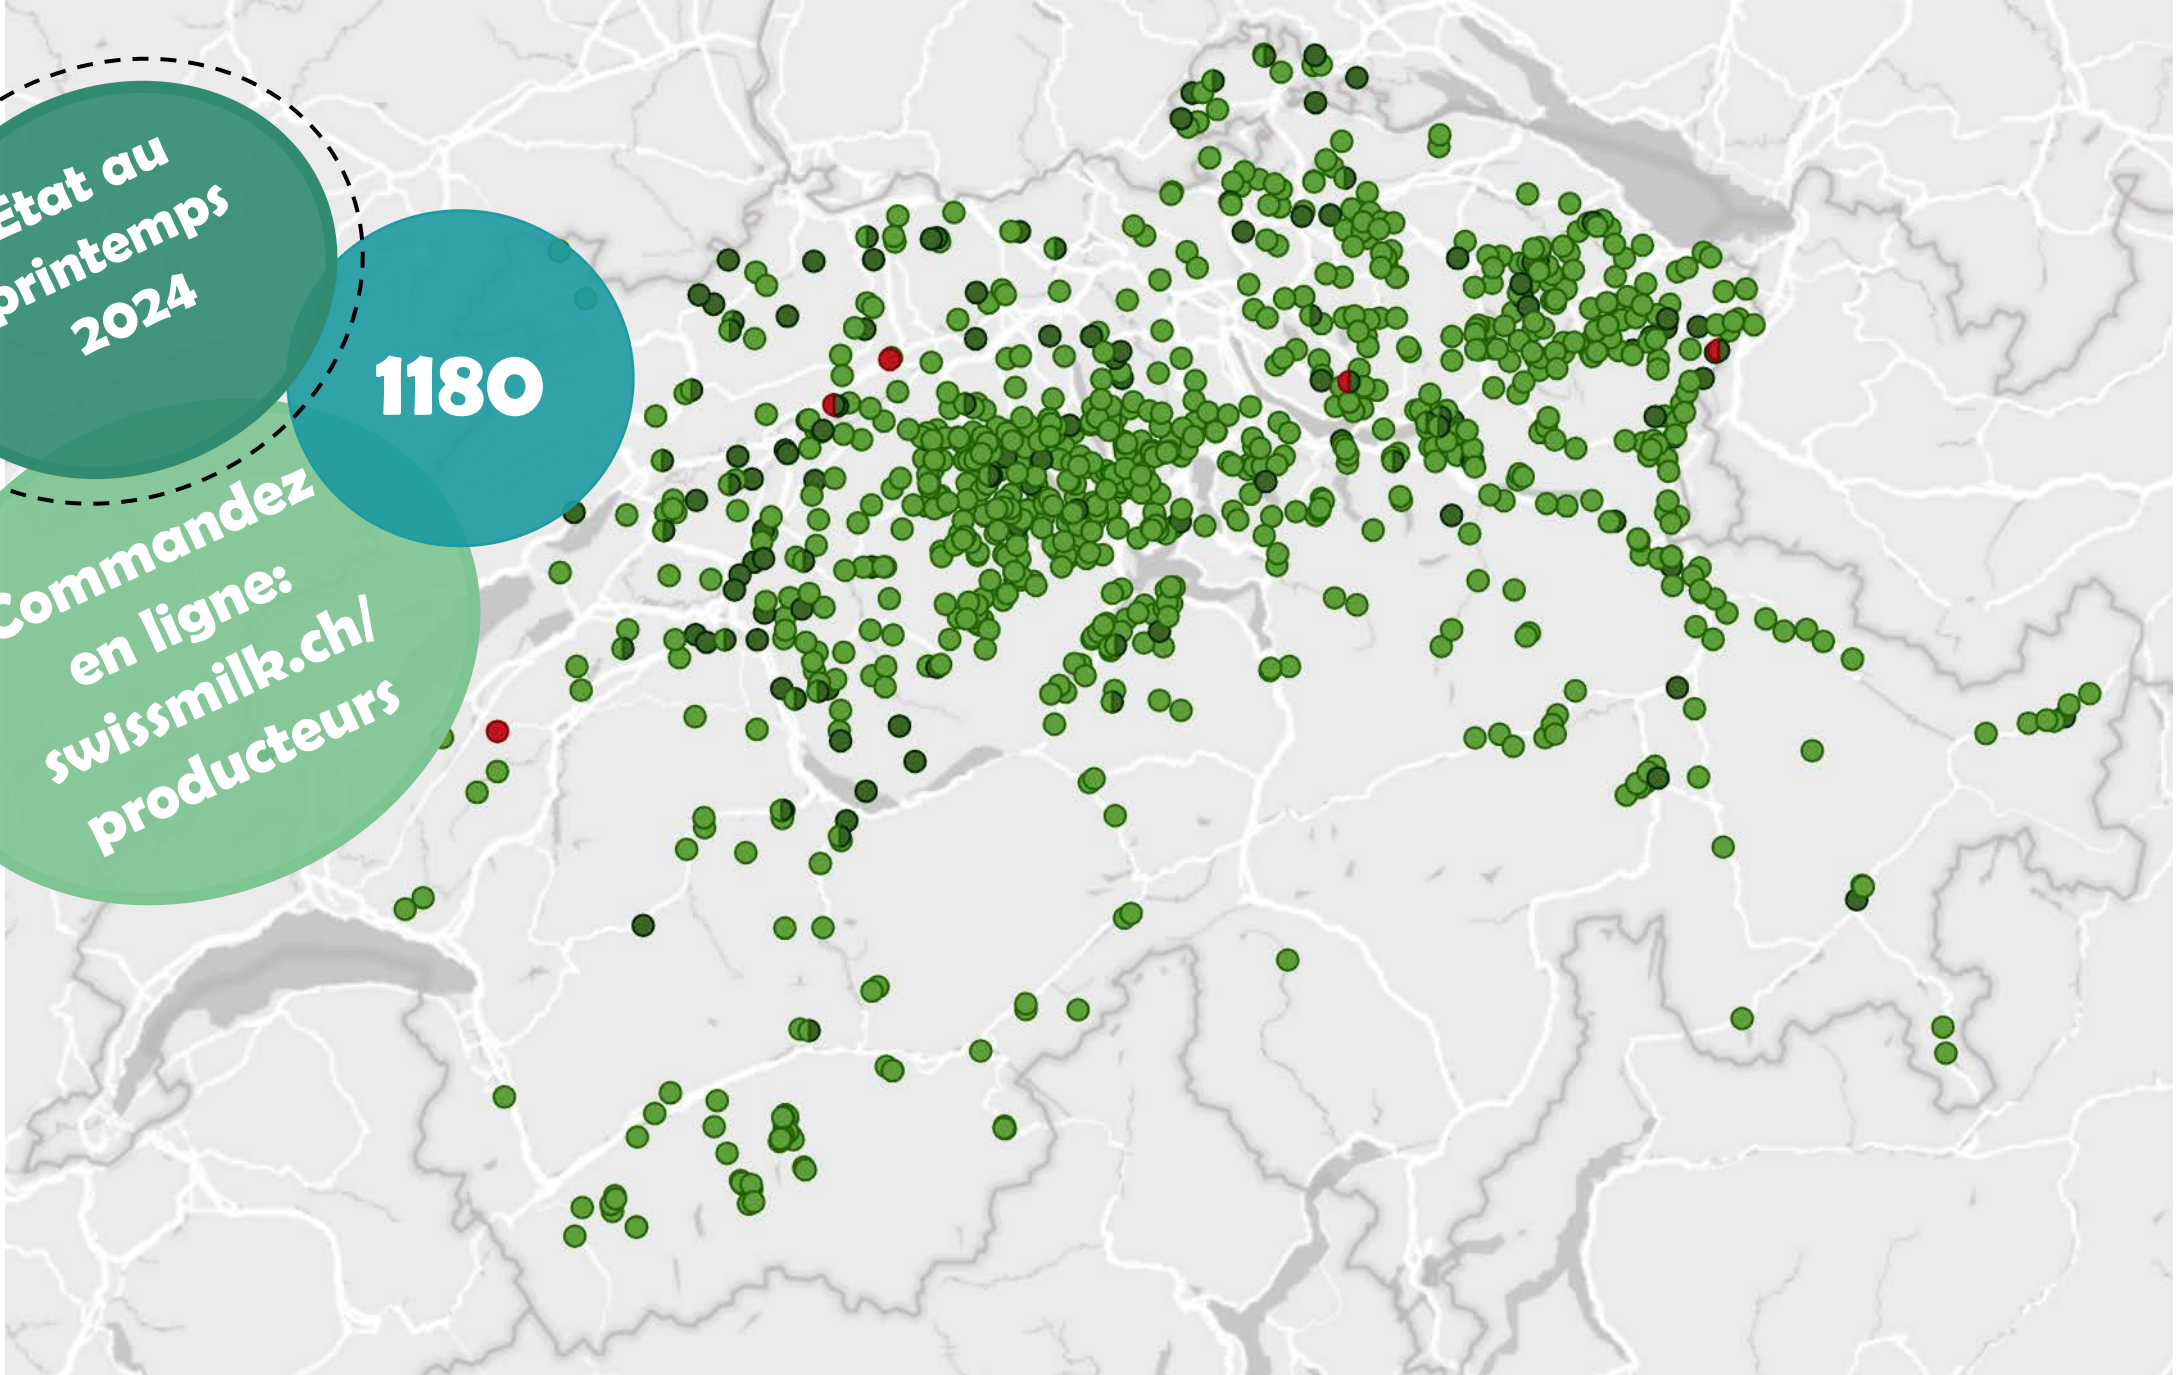 Etat au
printemps
2024
1180
Commandez
en ligne:
swissmilk.ch/
producteurs